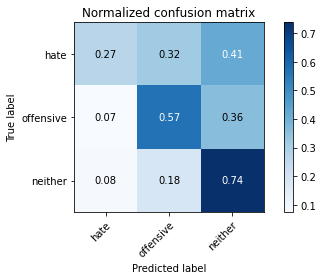 Normalized confusion matrix
True label
hate 0.27 0.32 0.41
offensive 0.07 0.57 0.36
neither 0.08 0.18 0.74
hate offensive neither
Predicted label
0.7
0.6
0.5
0.4
0.3
0.2
0.1